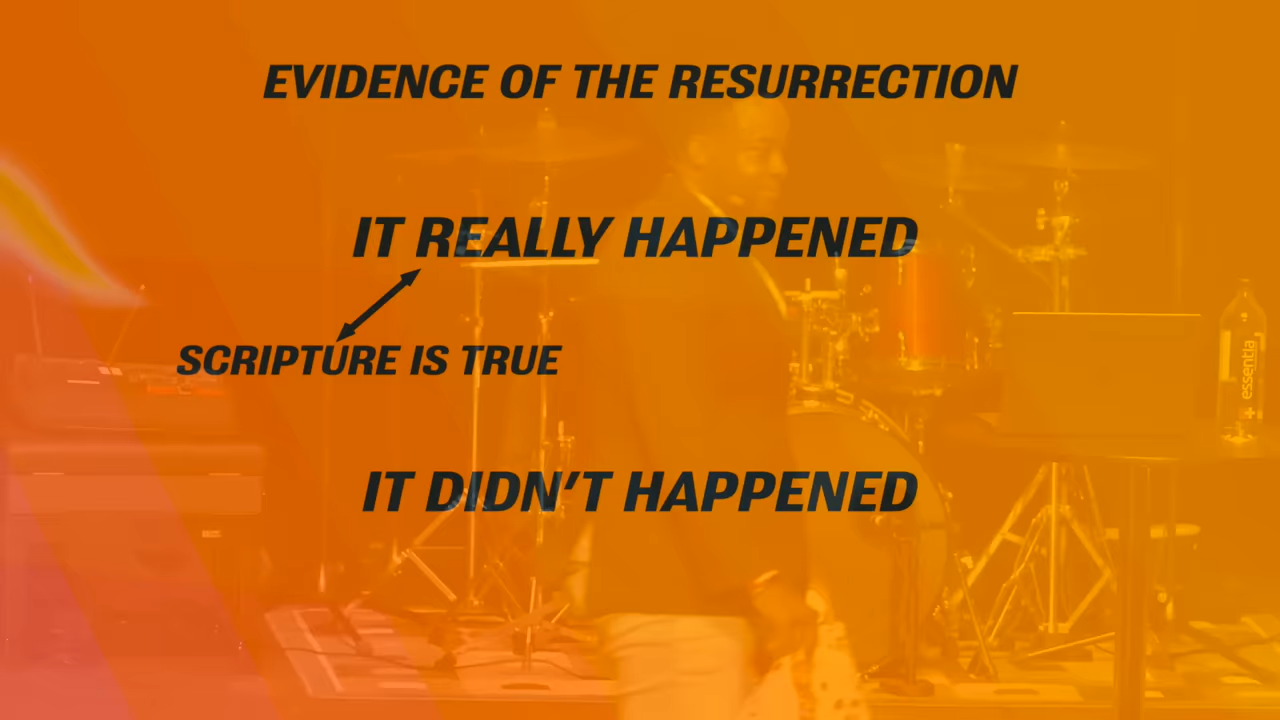 EVIDENCE OF THE RESURRECTION
IT REALLY HAPPENED
SCRIPTURE IS TRUE
essentia
IT DIDN'T HAPPENED